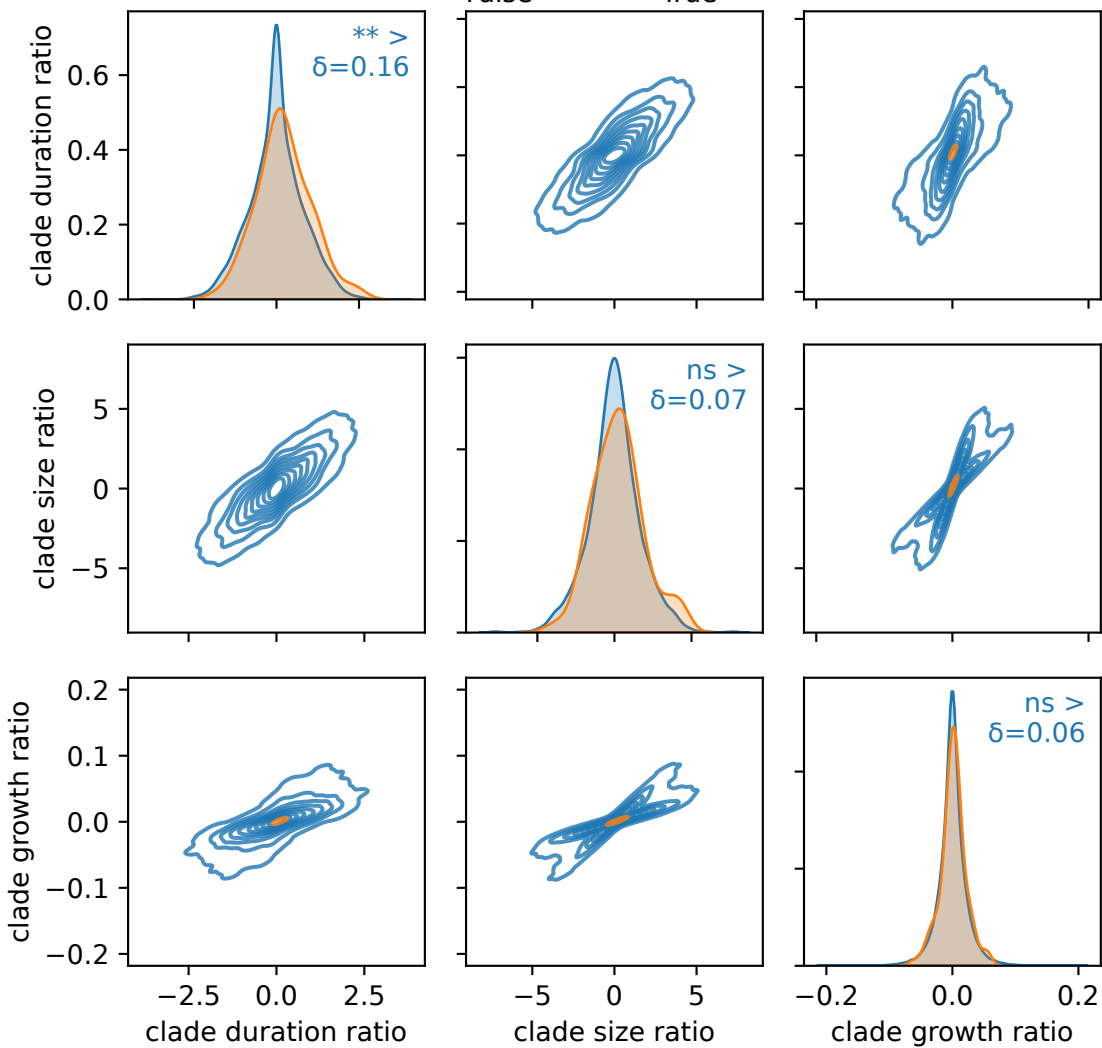 False True
clade duration ratio
0.6
0.4
0.2
0.0
** >
δ=0.16
clade size ratio
5
0
−5
ns >
δ=0.07
clade growth ratio
0.2
0.1
0.0
−0.1
−0.2
ns >
δ=0.06
−2.5 0.0 2.5
−5 0 5
−0.2 0.0 0.2
clade duration ratio
clade size ratio
clade growth ratio